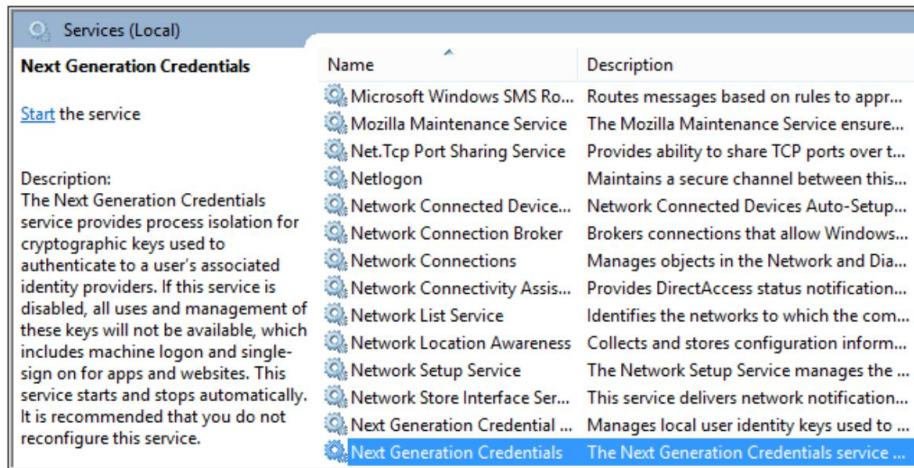 Services (Local)
Next Generation Credentials
Start the service
Description:
The Next Generation Credentials
service provides process isolation for
cryptographic keys used to
authenticate to a user's associated
identity providers. If this service is
disabled, all uses and management of
these keys will not be available, which
includes machine logon and single-
sign on for apps and websites. This
service starts and stops automatically.
It is recommended that you do not
reconfigure this service.
Name Description
Microsoft Windows SMS Ro... Routes messages based on rules to appr...
Mozilla Maintenance Service The Mozilla Maintenance Service ensure...
Net.Tcp Port Sharing Service Provides ability to share TCP ports over t...
Netlogon Maintains a secure channel between this...
Network Connected Device... Network Connected Devices Auto-Setup...
Network Connection Broker Brokers connections that allow Windows...
Network Connections Manages objects in the Network and Dia...
Network Connectivity Assis... Provides DirectAccess status notification...
Network List Service Identifies the networks to which the com...
Network Location Awareness Collects and stores configuration inform...
Network Setup Service The Network Setup Service manages the ...
Network Store Interface Ser... This service delivers network notification...
Next Generation Credential ... Manages local user identity keys used to ...
Next Generation Credentials The Next Generation Credentials service ...